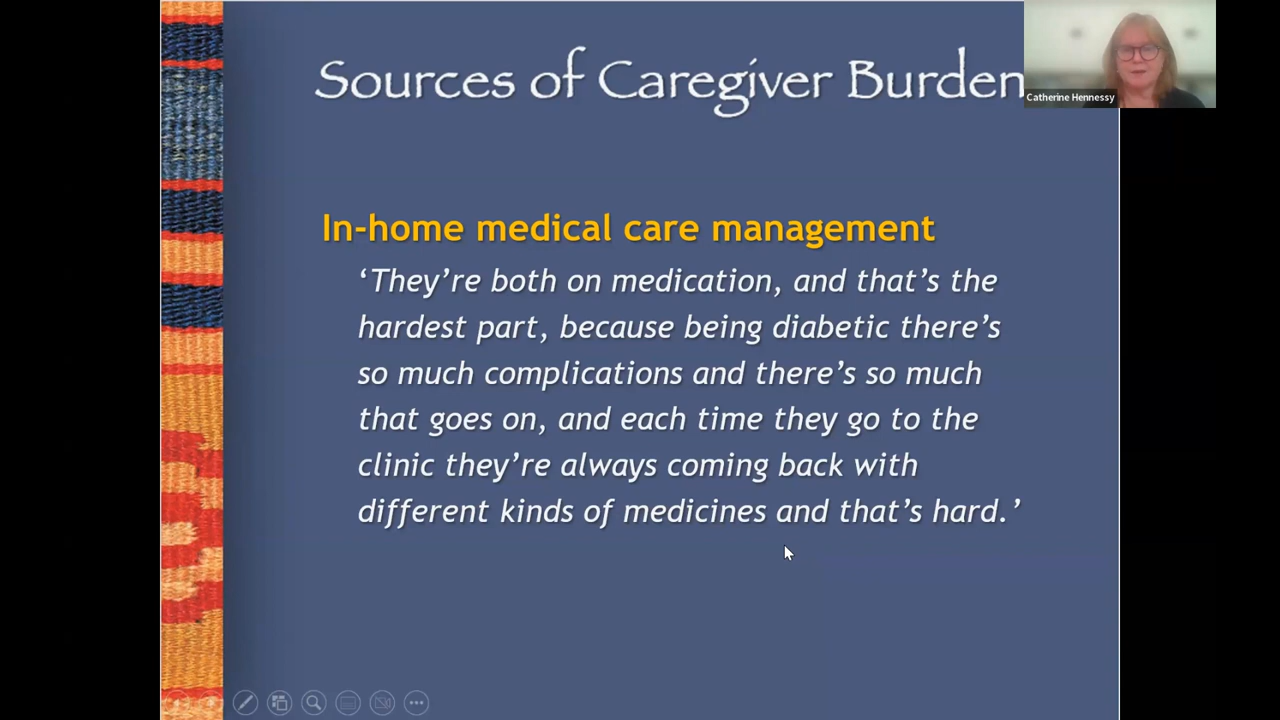 Sources of Caregiver Burden
Catherine Hennessy
In-home medical care management
‘They’re both on medication, and that’s the
hardest part, because being diabetic there’s
so much complications and there’s so much
that goes on, and each time they go to the
clinic they’re always coming back with
different kinds of medicines and that’s hard.’